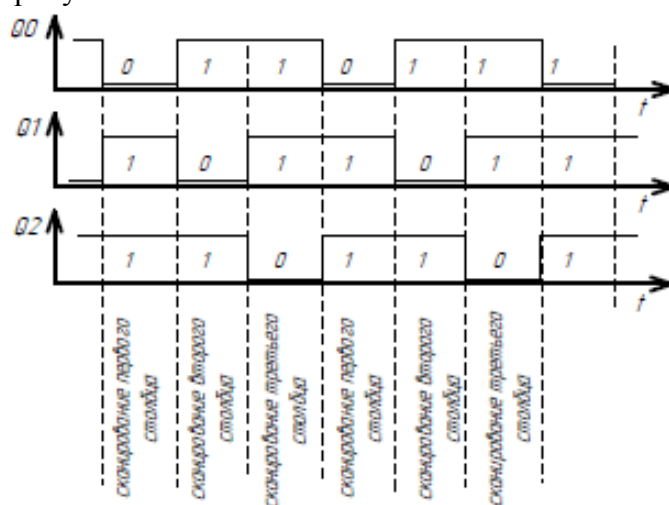 Q0
0 1 1 0 1 1 1
t
Q1
1 0 1 1 0 1 1
t
Q2
1 1 0 1 1 0 1
t
сканирование первого столбца
сканирование второго столбца
сканирование третьего столбца
сканирование первого столбца
сканирование второго столбца
сканирование третьего столбца